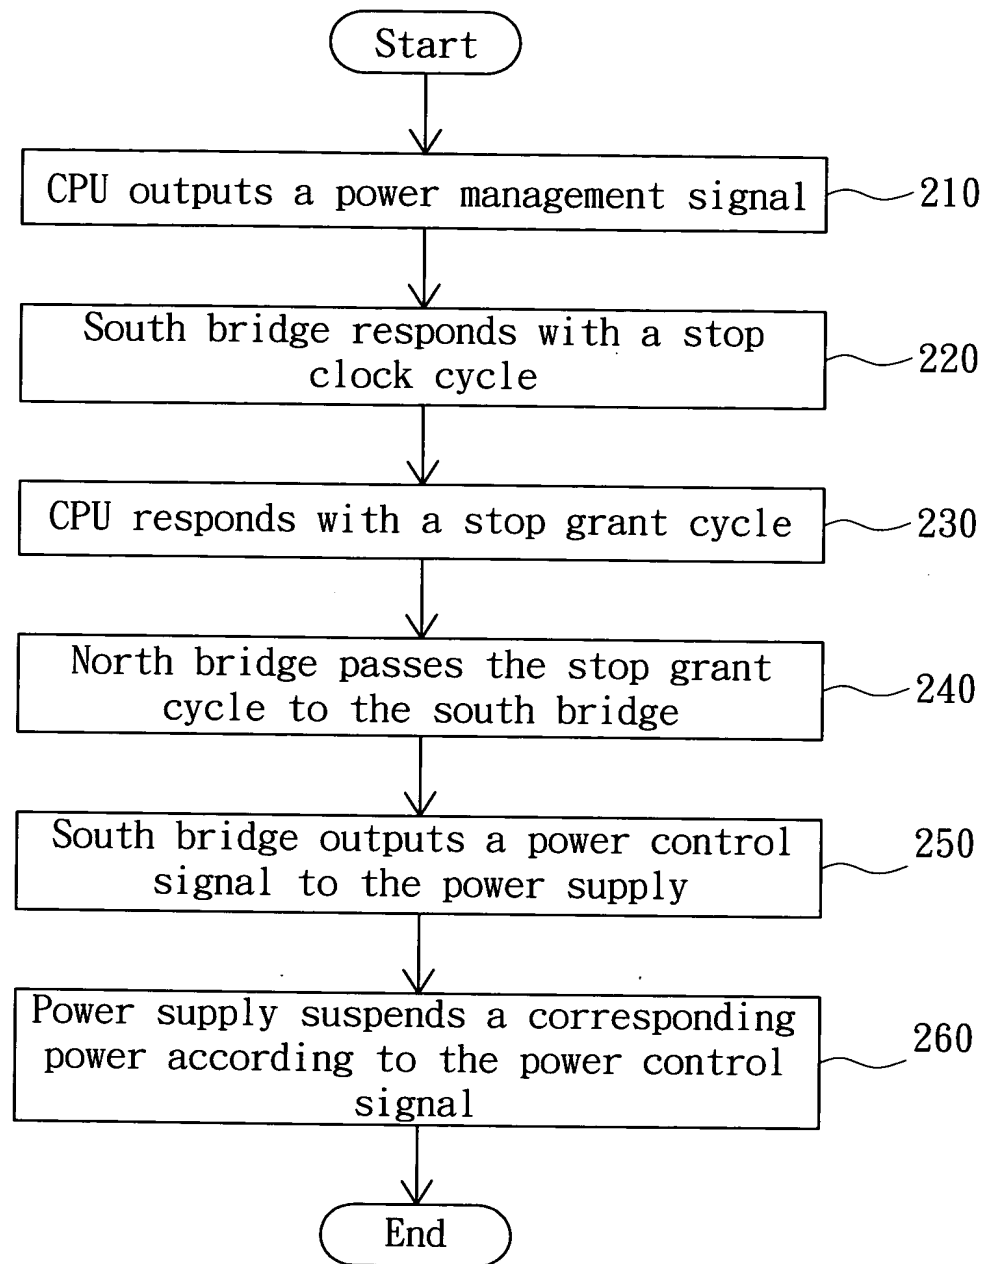 Start
CPU outputs a power management signal
210
South bridge responds with a stop
clock cycle
220
CPU responds with a stop grant cycle
230
North bridge passes the stop grant
cycle to the south bridge
240
South bridge outputs a power control
signal to the power supply
250
Power supply suspends a corresponding
power according to the power control
signal
260
End